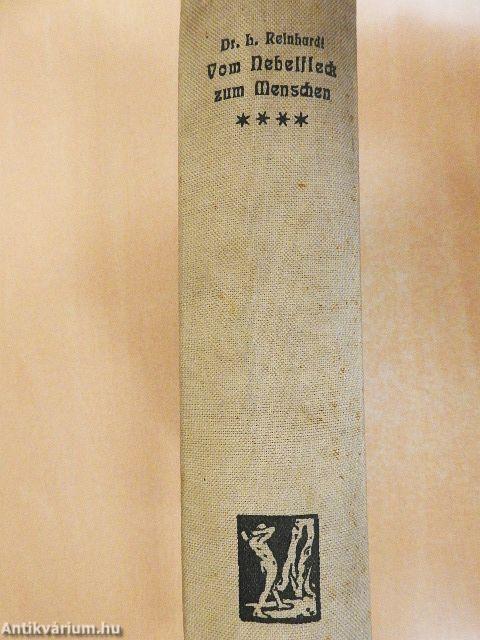 Dr. L. Reinhardt
Vom Nebelfleck
zum Menschen
****
Antikvárium.hu